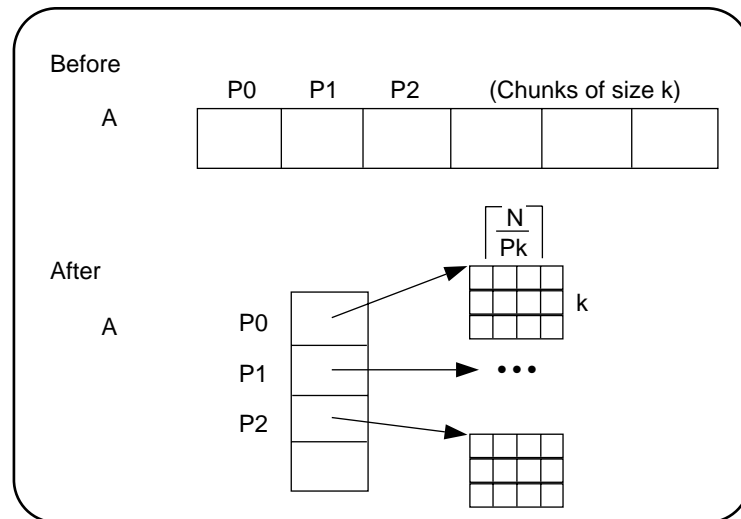 Before
P0 P1 P2 (Chunks of size k)
A
N
Pk
After
k
P0
A
P1
•••
P2